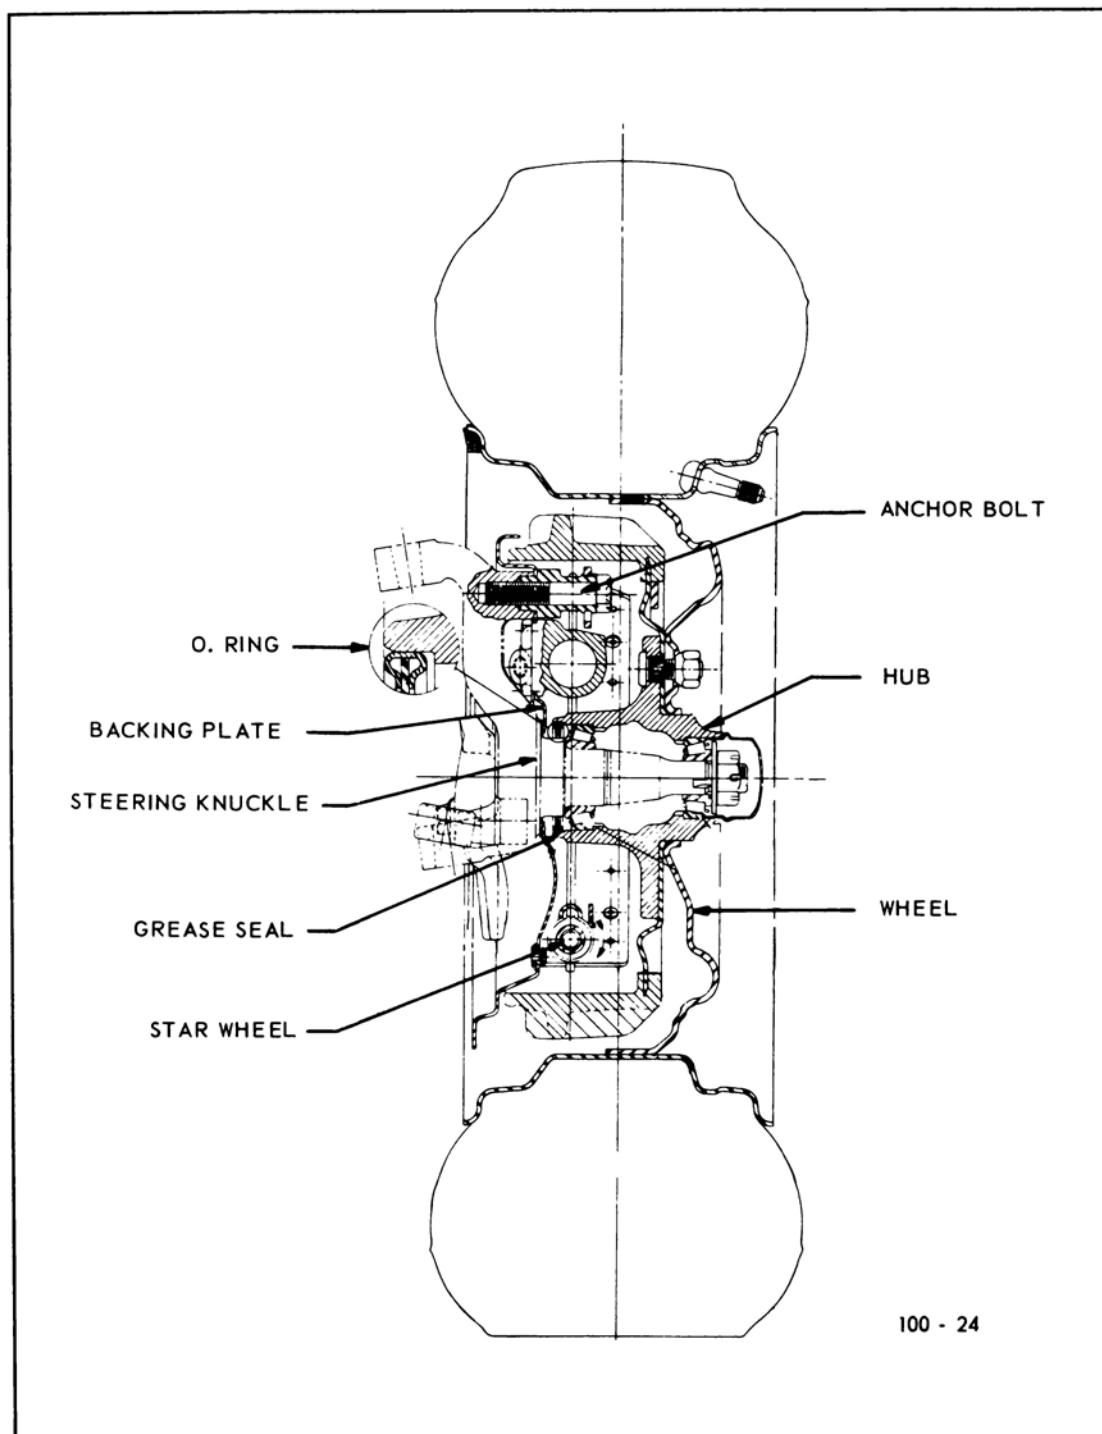 ANCHOR BOLT
O. RING
HUB
BACKING PLATE
STEERING KNUCKLE
WHEEL
GREASE SEAL
STAR WHEEL
100 - 24